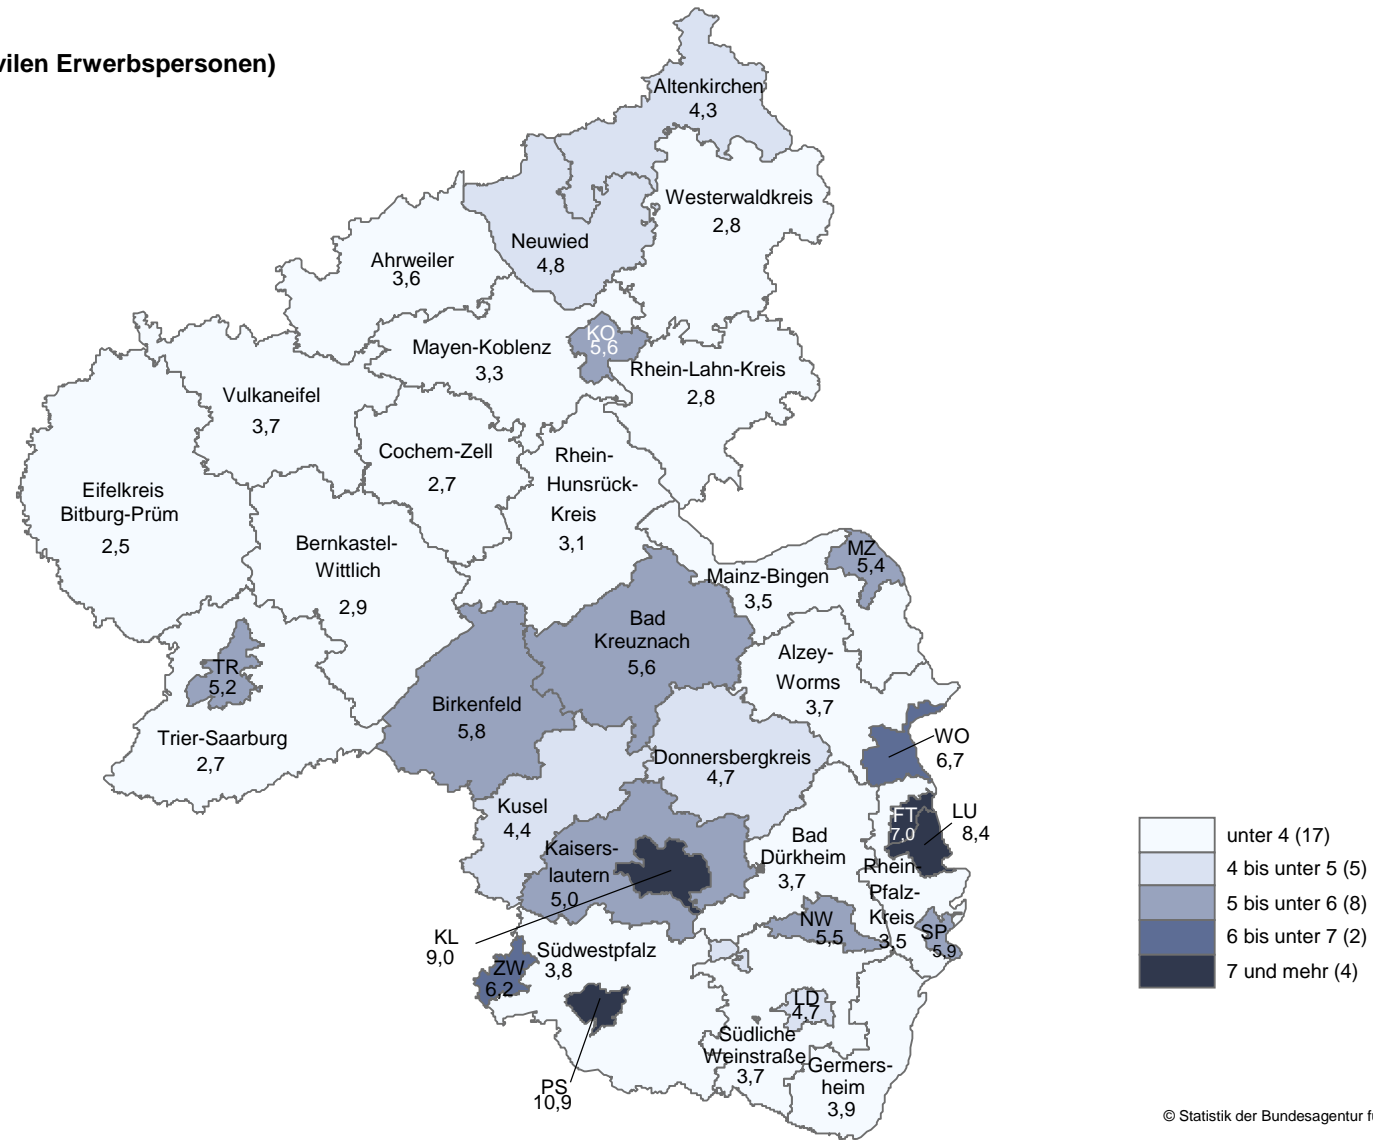 vilen Erwerbspersonen)
Altenkirchen
4,3
Westerwaldkreis
2,8
Neuwied
4,8
Ahrweiler
3,6
KO
5,6
Mayen-Koblenz
3,3
Rhein-Lahn-Kreis
2,8
Vulkaneifel
3,7
Cochem-Zell
2,7
Rhein-
Hunsrück-
Kreis
3,1
Eifelkreis
Bitburg-Prüm
2,5
Bernkastel-
Wittlich
2,9
MZ
5,4
Mainz-Bingen
3,5
Bad
Kreuznach
5,6
Alzey-
Worms
3,7
TR
5,2
Trier-Saarburg
2,7
Birkenfeld
5,8
WO
6,7
Donnersbergkreis
4,7
Kusel
4,4
FT
7,0
LU
8,4
Kaisers-
lautern
5,0
Bad
Dürkheim
3,7
Rhein-
Pfalz-
Kreis
3,5
NW
5,5
SP
5,9
KL
9,0
Südwestpfalz
3,8
ZW
6,2
LD
4,7
Südliche
Weinstraße
3,7
Germers-
heim
3,9
PS
10,9
unter 4 (17)
4 bis unter 5 (5)
5 bis unter 6 (8)
6 bis unter 7 (2)
7 und mehr (4)
© Statistik der Bundesagentur f